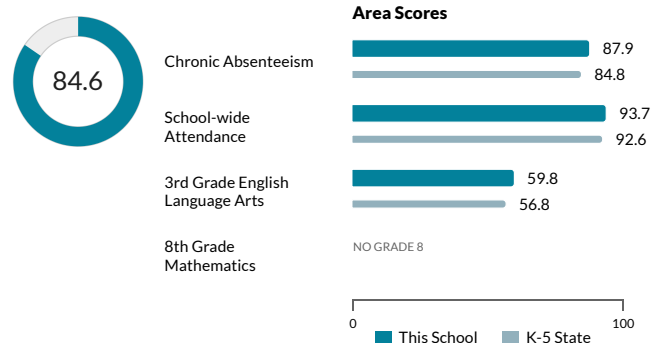 Area Scores
84.6
Chronic Absenteeism
87.9
84.8
School-wide
Attendance
93.7
92.6
3rd Grade English
Language Arts
59.8
56.8
8th Grade
Mathematics
NO GRADE 8
0
100
This School
K-5 State